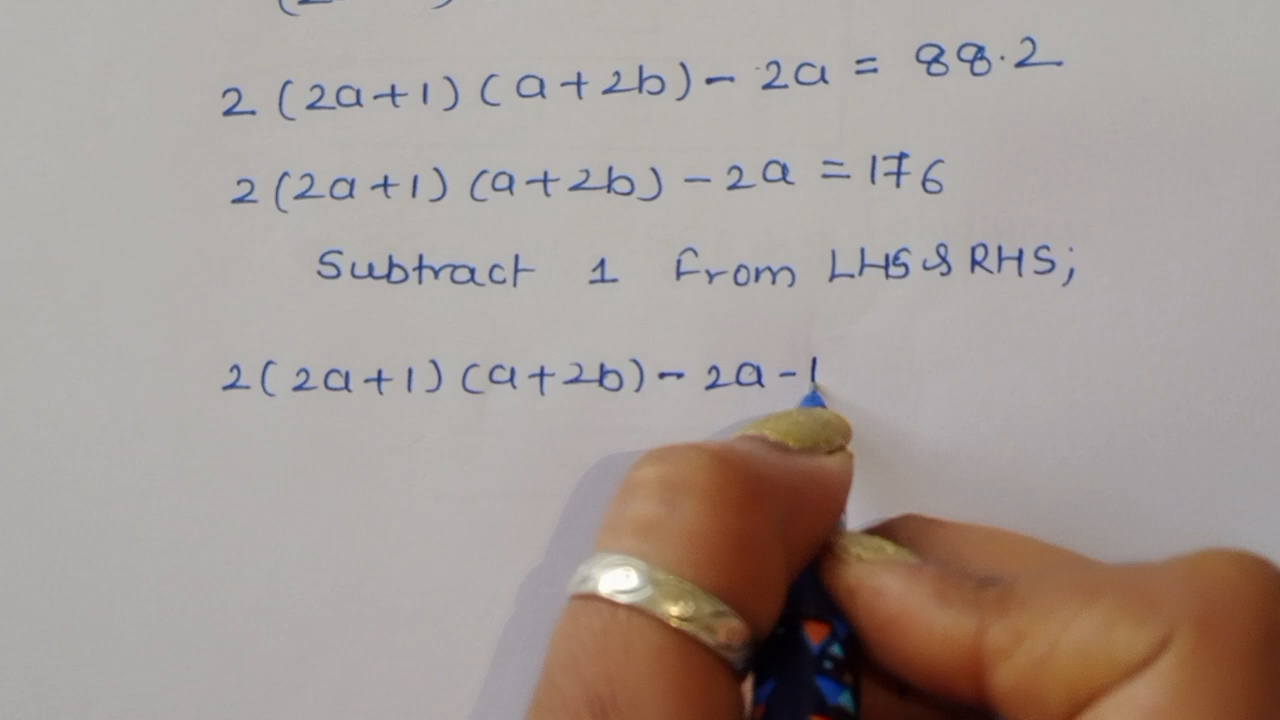 2 (2a+1) (a+2b) - 2a = 88.2
2 (2a+1) (a+2b) - 2a = 176
Subtract 1 from LHS & RHS;
2 (2a+1) (a+2b) - 2a - 1